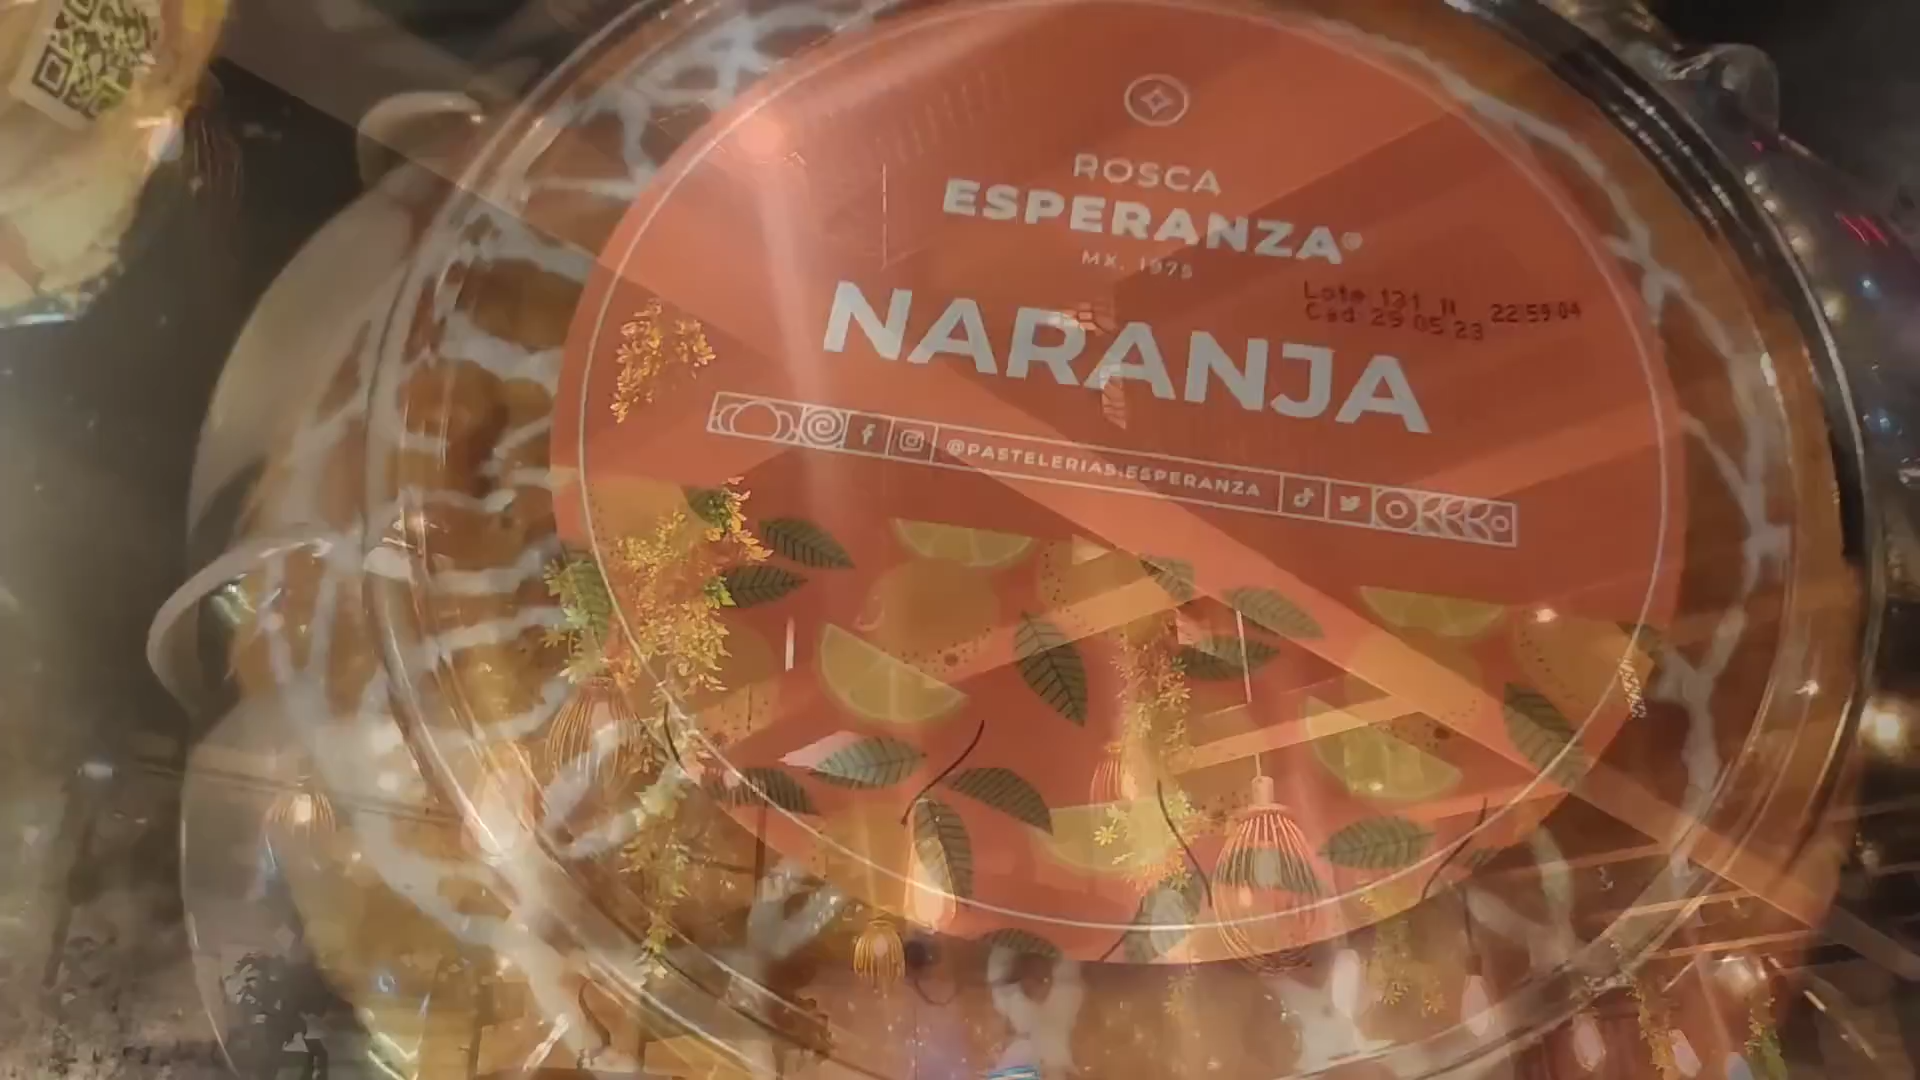 ROSCA
ESPERANZA®
MX. 1975
NARANJA
Lote 131 11 22:59 04
Cad 29 05 23
@PASTELERIAS.ESPERANZA